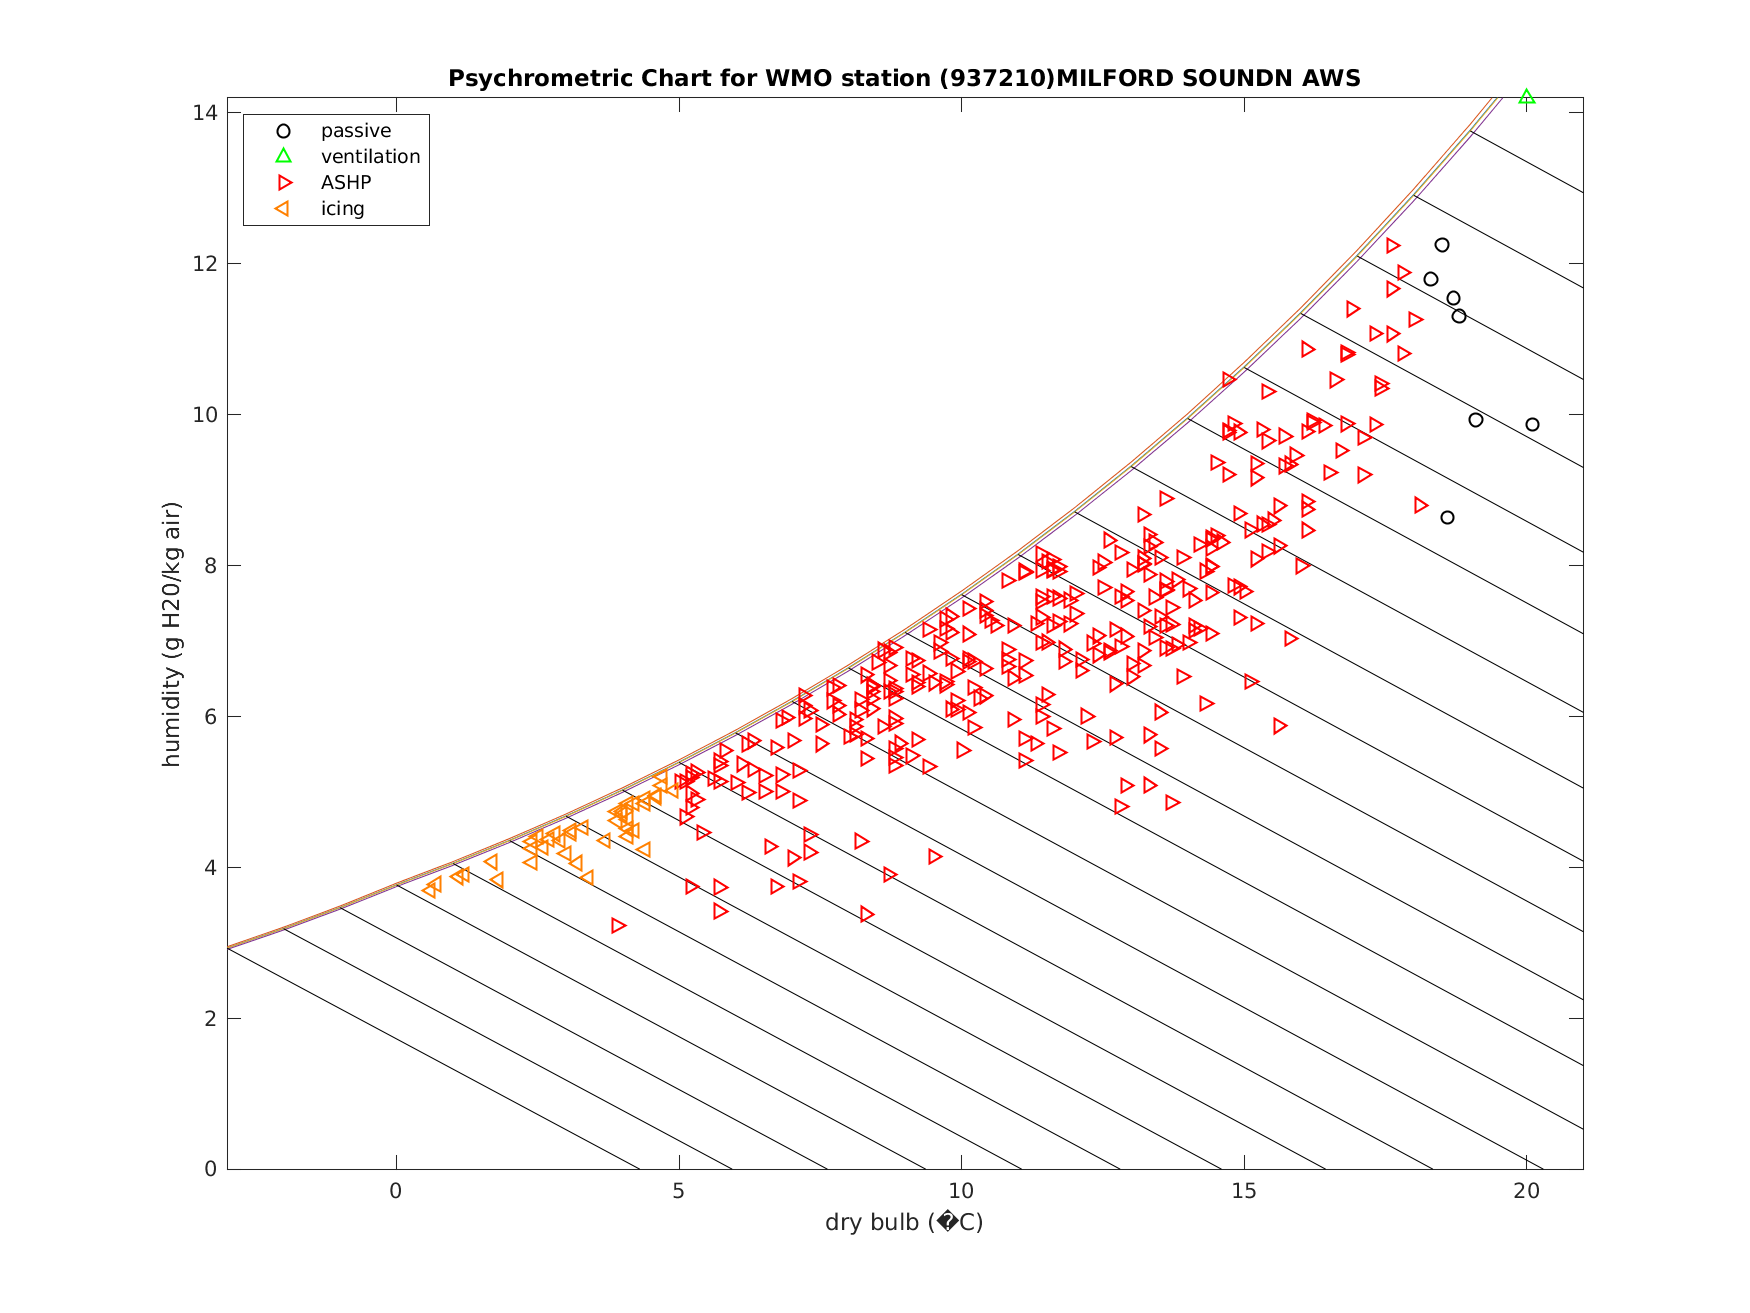 Psychrometric Chart for WMO station (937210)MILFORD SOUNDN AWS
14
12
10
8
6
4
2
0
humidity (g H20/kg air)
passive
ventilation
ASHP
icing
0 5 10 15 20
dry bulb (�C)